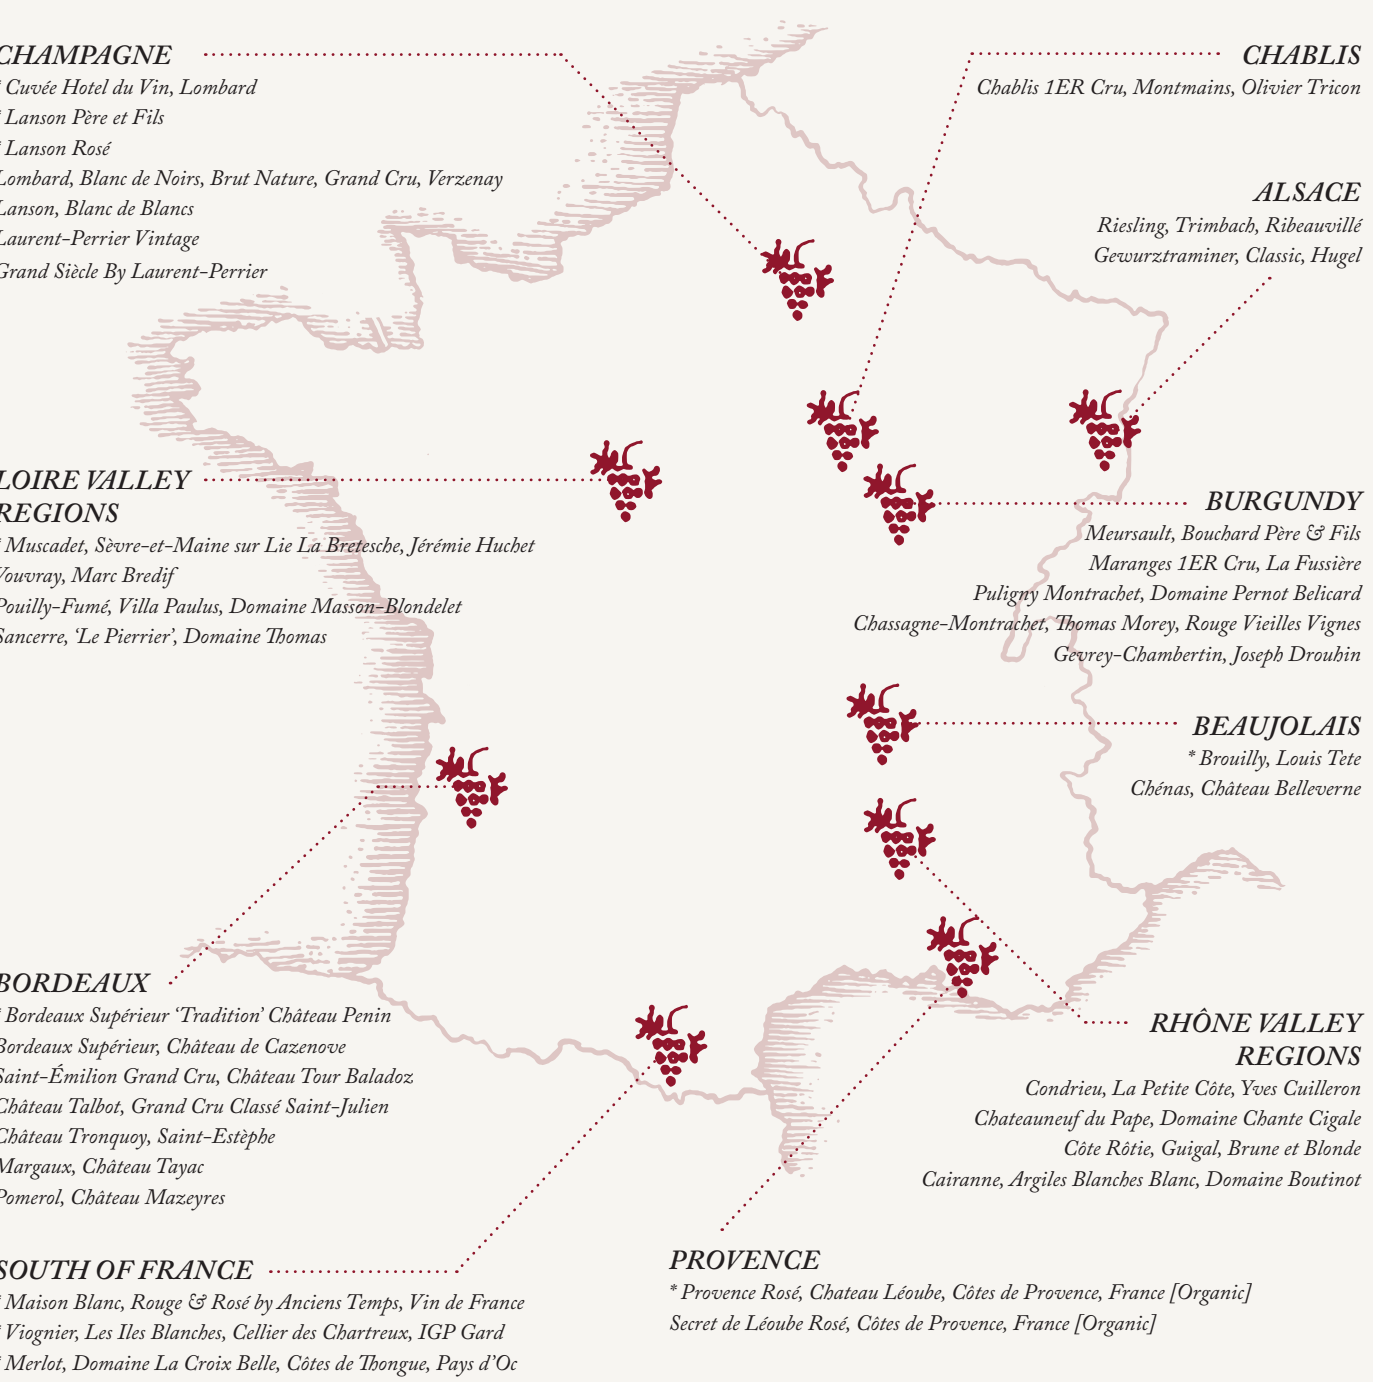 CHAMPAGNE
* Cuvée Hotel du Vin, Lombard
* Lanson Père et Fils
* Lanson Rosé
Lombard, Blanc de Noirs, Brut Nature, Grand Cru, Verzenay
Lanson, Blanc de Blancs
Laurent-Perrier Vintage
Grand Siècle By Laurent-Perrier
CHABLIS
Chablis 1ER Cru, Montmains, Olivier Tricon
ALSACE
Riesling, Trimbach, Ribeauvillé
Gewurztraminer, Classic, Hugel
LOIRE VALLEY
REGIONS
* Muscadet, Sèvre-et-Maine sur Lie La Bretesche, Jérémie Huchet
Vouvray, Marc Bredif
Pouilly-Fumé, Villa Paulus, Domaine Masson-Blondelet
Sancerre, ‘Le Pierrier’, Domaine Thomas
BURGUNDY
Meursault, Bouchard Père & Fils
Maranges 1ER Cru, La Fussière
Puligny Montrachet, Domaine Pernot Belicard
Chassagne-Montrachet, Thomas Morey, Rouge Vieilles Vignes
Gevrey-Chambertin, Joseph Drouhin
BEAUJOLAIS
* Brouilly, Louis Tete
Chénas, Château Belleverne
BORDEAUX
* Bordeaux Supérieur ‘Tradition’ Château Penin
Bordeaux Supérieur, Château de Cazenove
Saint-Émilion Grand Cru, Château Tour Baladoz
Château Talbot, Grand Cru Classé Saint-Julien
Château Tronquoy, Saint-Estèphe
Margaux, Château Tayac
Pomerol, Château Mazeyres
RHÔNE VALLEY
REGIONS
Condrieu, La Petite Côte, Yves Cuilleron
Chateauneuf du Pape, Domaine Chante Cigale
Côte Rôtie, Guigal, Brune et Blonde
Cairanne, Argiles Blanches Blanc, Domaine Boutinot
SOUTH OF FRANCE
* Maison Blanc, Rouge & Rosé by Anciens Temps, Vin de France
* Viognier, Les Iles Blanches, Cellier des Chartreux, IGP Gard
* Merlot, Domaine La Croix Belle, Côtes de Thongue, Pays d’Oc
PROVENCE
* Provence Rosé, Chateau Léoube, Côtes de Provence, France [Organic]
Secret de Léoube Rosé, Côtes de Provence, France [Organic]